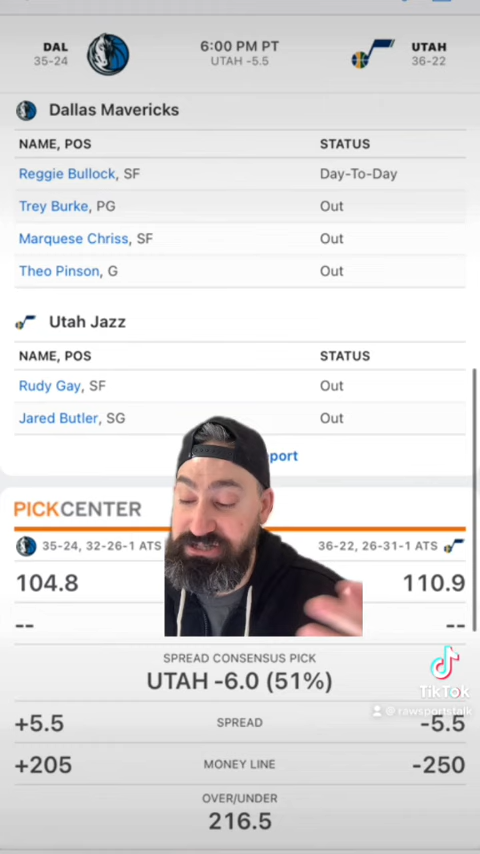 DAL
35-24
6:00 PM PT
UTAH -5.5
UTAH
36-22
Dallas Mavericks
NAME, POS STATUS
Reggie Bullock, SF Day-To-Day
Trey Burke, PG Out
Marquese Chriss, SF Out
Theo Pinson, G Out
Utah Jazz
NAME, POS STATUS
Rudy Gay, SF Out
Jared Butler, SG Out
port
PICKCENTER
35-24, 32-26-1 ATS 36-22, 26-31-1 ATS
104.8 110.9
-- --
SPREAD CONSENSUS PICK
UTAH -6.0 (51%)
TikTok
@rawsportstalk
+5.5 SPREAD -5.5
+205 MONEY LINE -250
OVER/UNDER
216.5